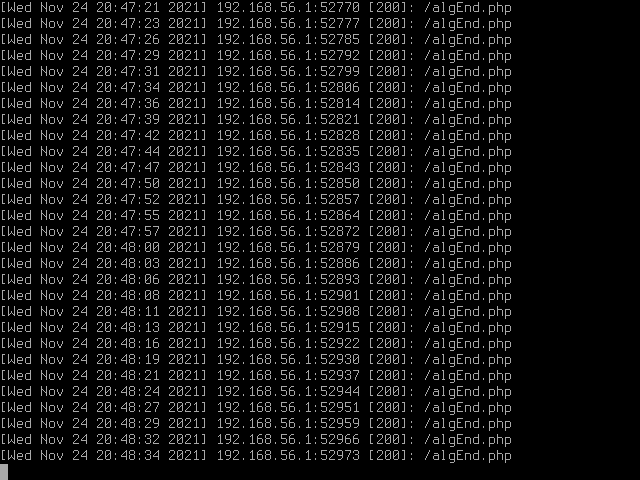 [Wed Nov 24 20:47:21 2021] 192.168.56.1:52770 [200]: /algEnd.php
[Wed Nov 24 20:47:23 2021] 192.168.56.1:52777 [200]: /algEnd.php
[Wed Nov 24 20:47:26 2021] 192.168.56.1:52785 [200]: /algEnd.php
[Wed Nov 24 20:47:29 2021] 192.168.56.1:52792 [200]: /algEnd.php
[Wed Nov 24 20:47:31 2021] 192.168.56.1:52799 [200]: /algEnd.php
[Wed Nov 24 20:47:34 2021] 192.168.56.1:52806 [200]: /algEnd.php
[Wed Nov 24 20:47:36 2021] 192.168.56.1:52814 [200]: /algEnd.php
[Wed Nov 24 20:47:39 2021] 192.168.56.1:52821 [200]: /algEnd.php
[Wed Nov 24 20:47:42 2021] 192.168.56.1:52828 [200]: /algEnd.php
[Wed Nov 24 20:47:44 2021] 192.168.56.1:52835 [200]: /algEnd.php
[Wed Nov 24 20:47:47 2021] 192.168.56.1:52843 [200]: /algEnd.php
[Wed Nov 24 20:47:50 2021] 192.168.56.1:52850 [200]: /algEnd.php
[Wed Nov 24 20:47:52 2021] 192.168.56.1:52857 [200]: /algEnd.php
[Wed Nov 24 20:47:55 2021] 192.168.56.1:52864 [200]: /algEnd.php
[Wed Nov 24 20:47:57 2021] 192.168.56.1:52872 [200]: /algEnd.php
[Wed Nov 24 20:48:00 2021] 192.168.56.1:52879 [200]: /algEnd.php
[Wed Nov 24 20:48:03 2021] 192.168.56.1:52886 [200]: /algEnd.php
[Wed Nov 24 20:48:06 2021] 192.168.56.1:52893 [200]: /algEnd.php
[Wed Nov 24 20:48:08 2021] 192.168.56.1:52901 [200]: /algEnd.php
[Wed Nov 24 20:48:11 2021] 192.168.56.1:52908 [200]: /algEnd.php
[Wed Nov 24 20:48:13 2021] 192.168.56.1:52915 [200]: /algEnd.php
[Wed Nov 24 20:48:16 2021] 192.168.56.1:52922 [200]: /algEnd.php
[Wed Nov 24 20:48:19 2021] 192.168.56.1:52930 [200]: /algEnd.php
[Wed Nov 24 20:48:21 2021] 192.168.56.1:52937 [200]: /algEnd.php
[Wed Nov 24 20:48:24 2021] 192.168.56.1:52944 [200]: /algEnd.php
[Wed Nov 24 20:48:27 2021] 192.168.56.1:52951 [200]: /algEnd.php
[Wed Nov 24 20:48:29 2021] 192.168.56.1:52959 [200]: /algEnd.php
[Wed Nov 24 20:48:32 2021] 192.168.56.1:52966 [200]: /algEnd.php
[Wed Nov 24 20:48:34 2021] 192.168.56.1:52973 [200]: /algEnd.php